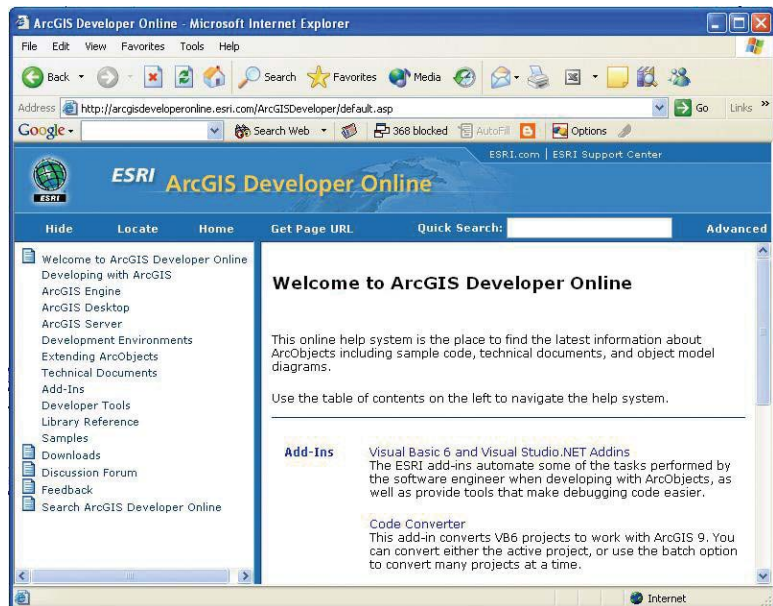 ArcGIS Developer Online - Microsoft Internet Explorer
File Edit View Favorites Tools Help
Back Search Favorites Media
Address http://arcgisdeveloperonline.esri.com/ArcGISDeveloper/default.asp Go Links »
Google Search Web 368 blocked AutoFill Options
ESRI.com | ESRI Support Center
ESRI ESRI ArcGIS Developer Online
Hide Locate Home Get Page URL Quick Search: Advanced
Welcome to ArcGIS Developer Online
Developing with ArcGIS
ArcGIS Engine
ArcGIS Desktop
ArcGIS Server
Development Environments
Extending ArcObjects
Technical Documents
Add-Ins
Developer Tools
Library Reference
Samples
Downloads
Discussion Forum
Feedback
Search ArcGIS Developer Online
Welcome to ArcGIS Developer Online
This online help system is the place to find the latest information about
ArcObjects including sample code, technical documents, and object model
diagrams.
Use the table of contents on the left to navigate the help system.
Add-Ins Visual Basic 6 and Visual Studio.NET Addins
The ESRI add-ins automate some of the tasks performed by
the software engineer when developing with ArcObjects, as
well as provide tools that make debugging code easier.
Code Converter
This add-in converts VB6 projects to work with ArcGIS 9. You
can convert either the active project, or use the batch option
to convert many projects at a time.
Internet